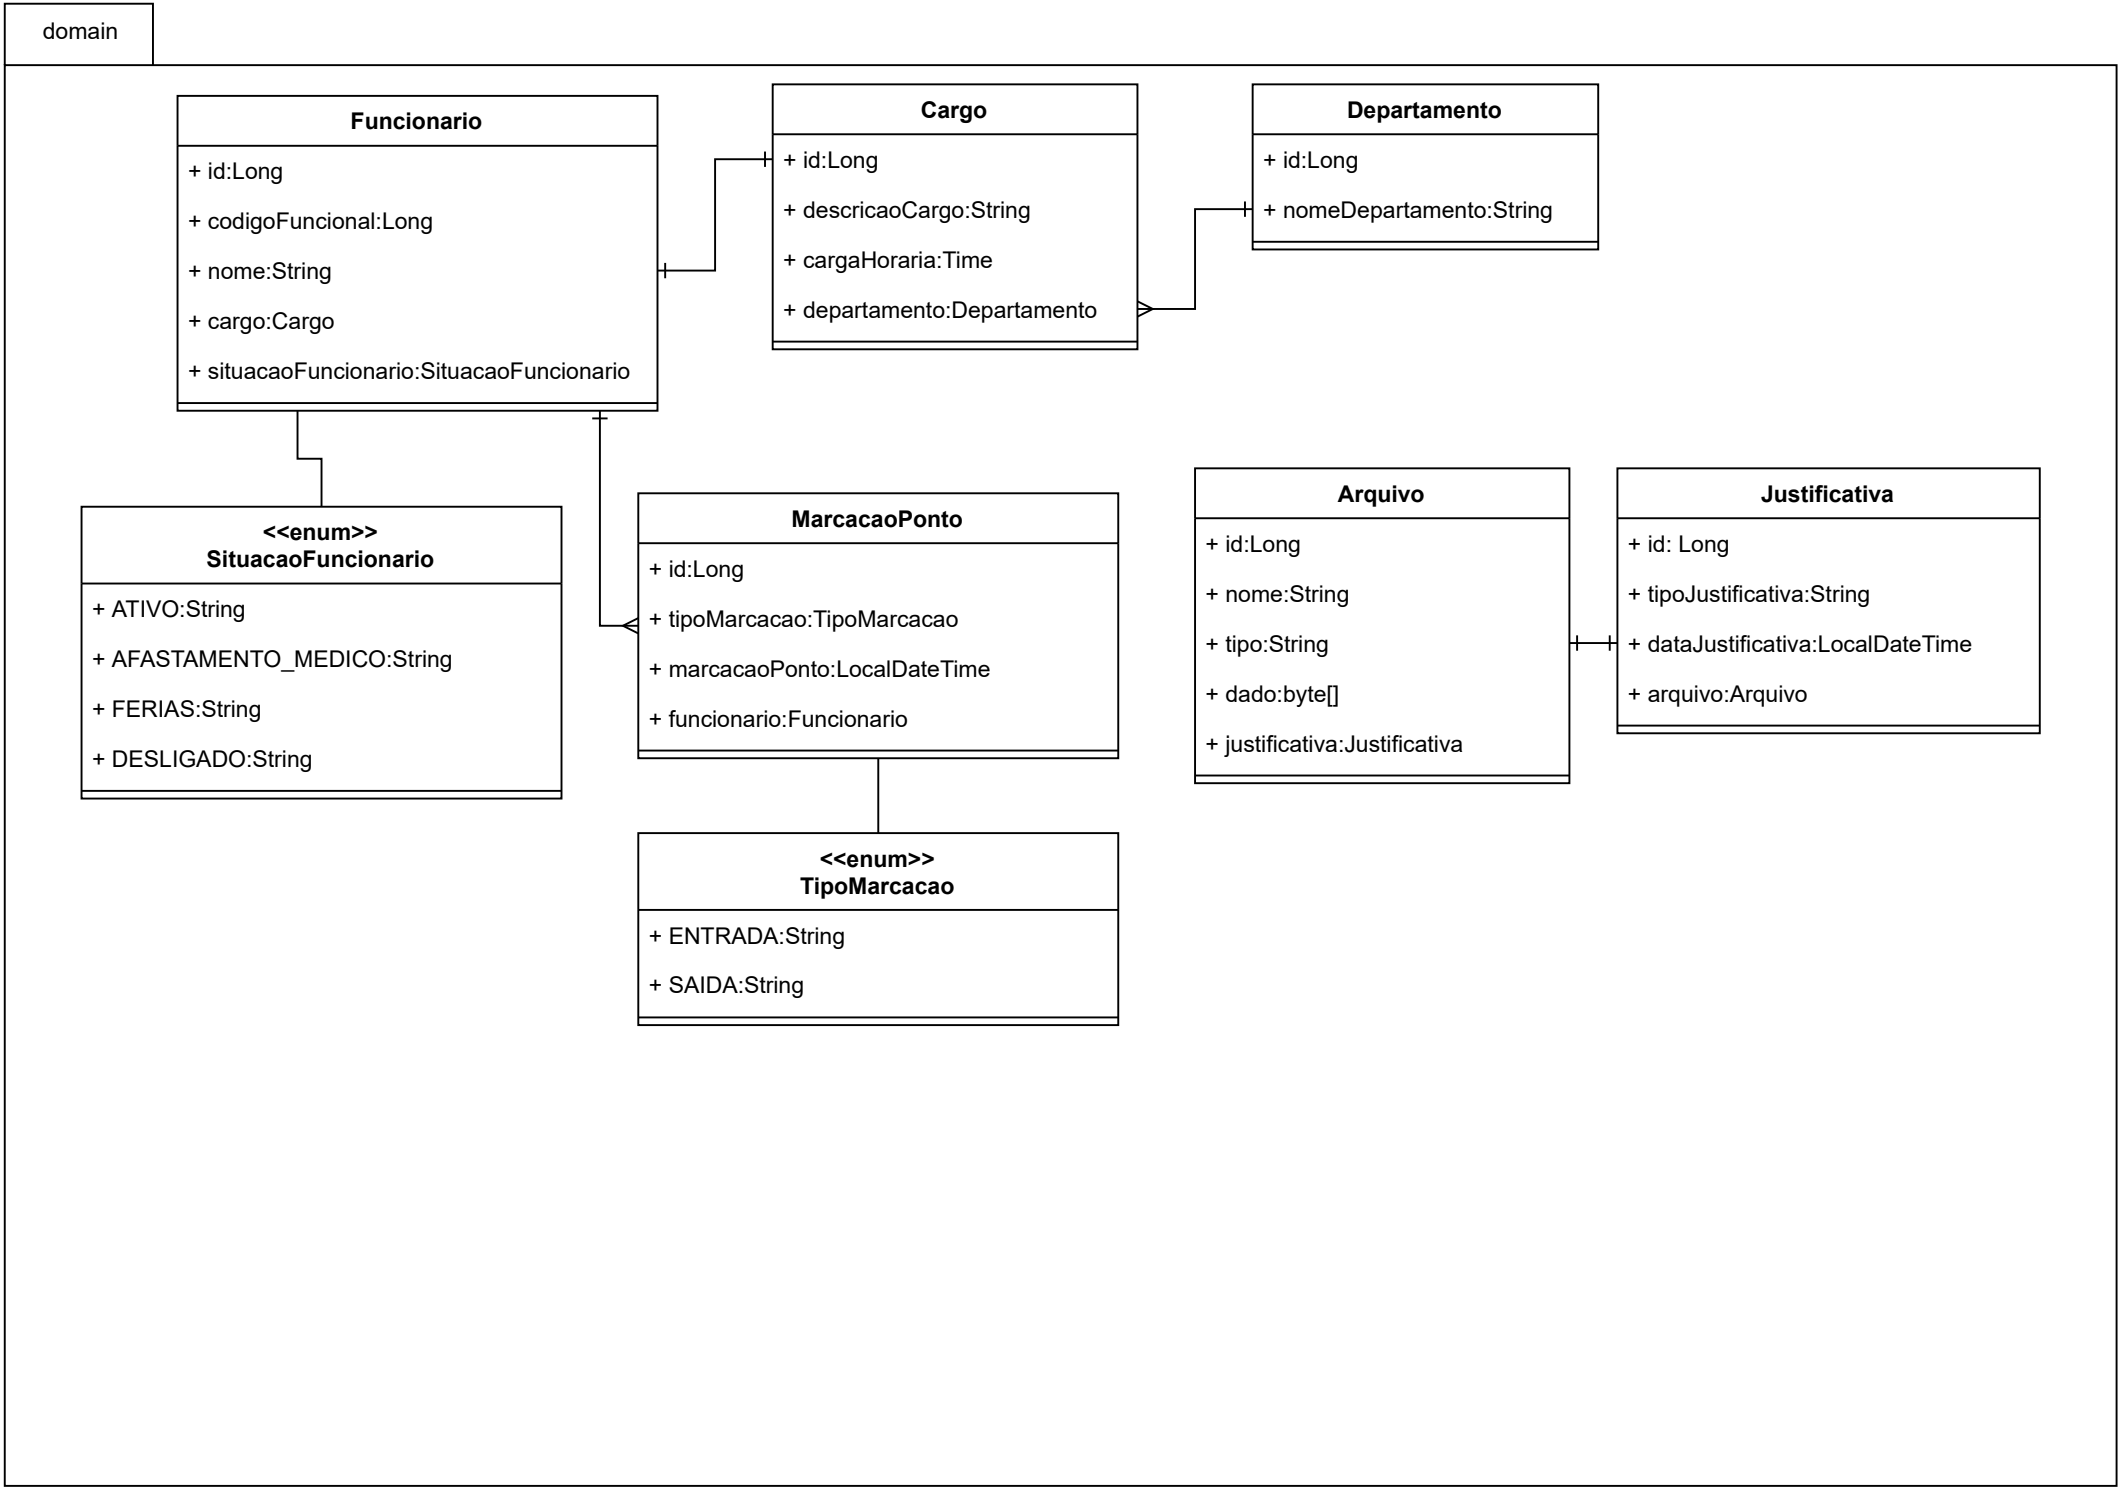 domain
Funcionario
+ id:Long
+ codigoFuncional:Long
+ nome:String
+ cargo:Cargo
+ situacaoFuncionario:SituacaoFuncionario
Cargo
+ id:Long
+ descricaoCargo:String
+ cargaHoraria:Time
+ departamento:Departamento
Departamento
+ id:Long
+ nomeDepartamento:String
<<enum>>
SituacaoFuncionario
+ ATIVO:String
+ AFASTAMENTO_MEDICO:String
+ FERIAS:String
+ DESLIGADO:String
MarcacaoPonto
+ id:Long
+ tipoMarcacao:TipoMarcacao
+ marcacaoPonto:LocalDateTime
+ funcionario:Funcionario
Arquivo
+ id:Long
+ nome:String
+ tipo:String
+ dado:byte[]
+ justificativa:Justificativa
Justificativa
+ id: Long
+ tipoJustificativa:String
+ dataJustificativa:LocalDateTime
+ arquivo:Arquivo
<<enum>>
TipoMarcacao
+ ENTRADA:String
+ SAIDA:String